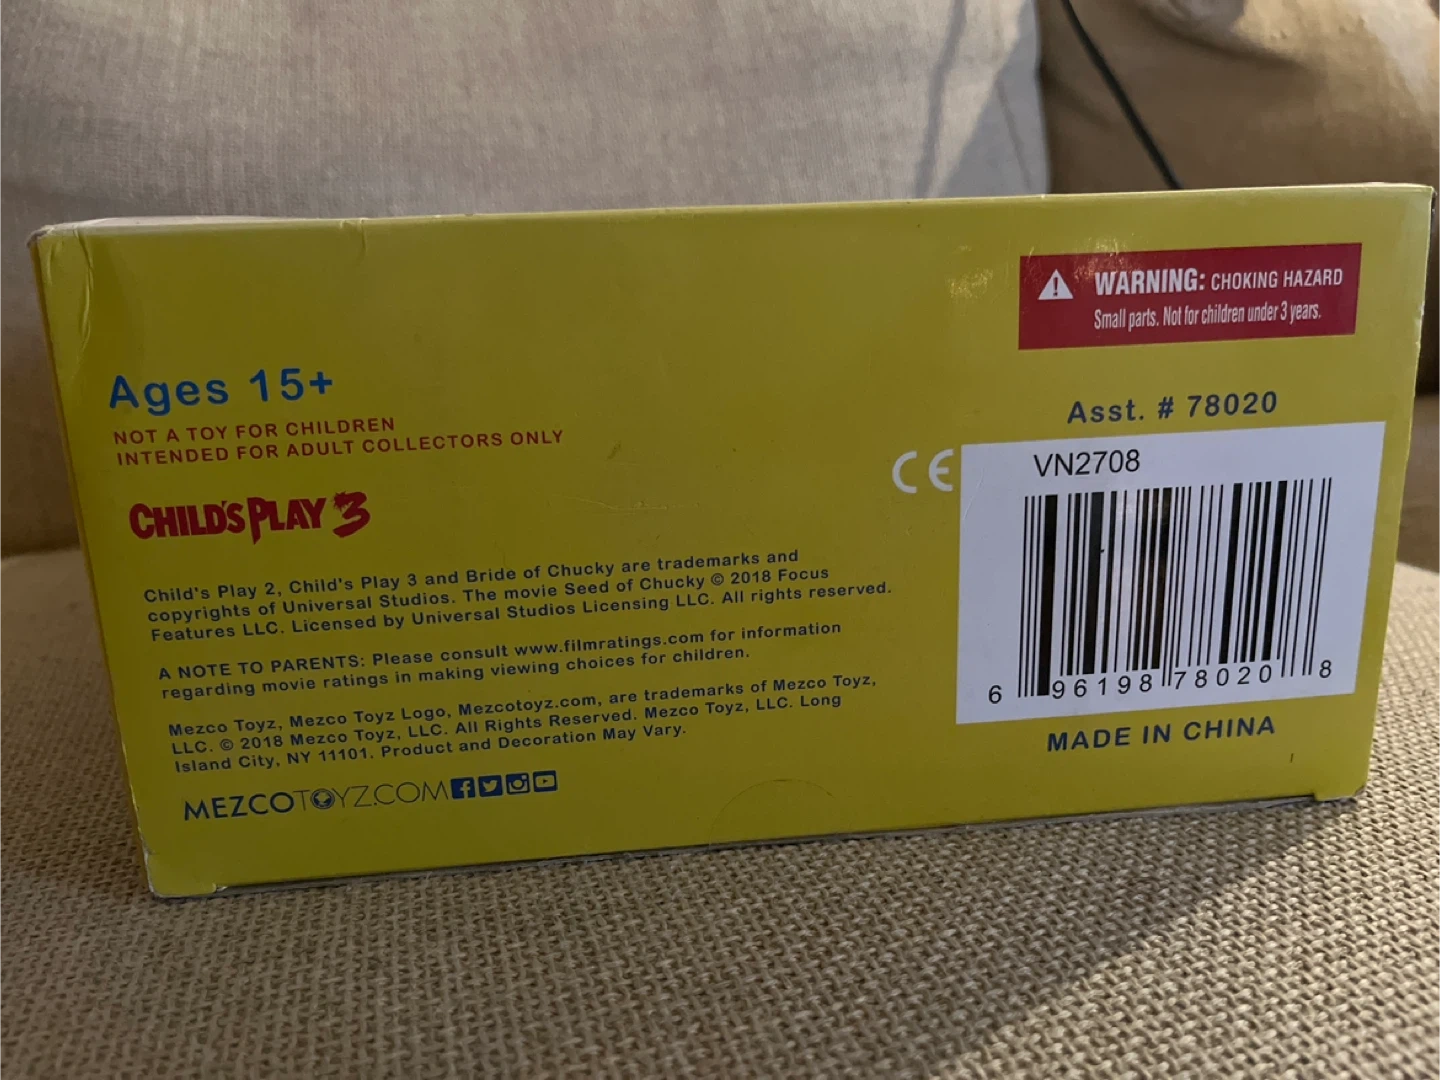 WARNING: CHOKING HAZARD
Small parts. Not for children under 3 years.
Ages 15+
NOT A TOY FOR CHILDREN
INTENDED FOR ADULT COLLECTORS ONLY
CHILD'S PLAY 3
Child's Play 2, Child's Play 3 and Bride of Chucky are trademarks and
copyrights of Universal Studios. The movie Seed of Chucky © 2018 Focus
Features LLC. Licensed by Universal Studios Licensing LLC. All rights reserved.
A NOTE TO PARENTS: Please consult www.filmratings.com for information
regarding movie ratings in making viewing choices for children.
Mezco Toyz, Mezco Toyz Logo, Mezcotoyz.com, are trademarks of Mezco Toyz,
LLC. © 2018 Mezco Toyz, LLC. All Rights Reserved. Mezco Toyz, LLC. Long
Island City, NY 11101. Product and Decoration May Vary.
MEZCOTOYZ.COM
Asst. # 78020
CE
VN2708
6 96198 78020 8
MADE IN CHINA